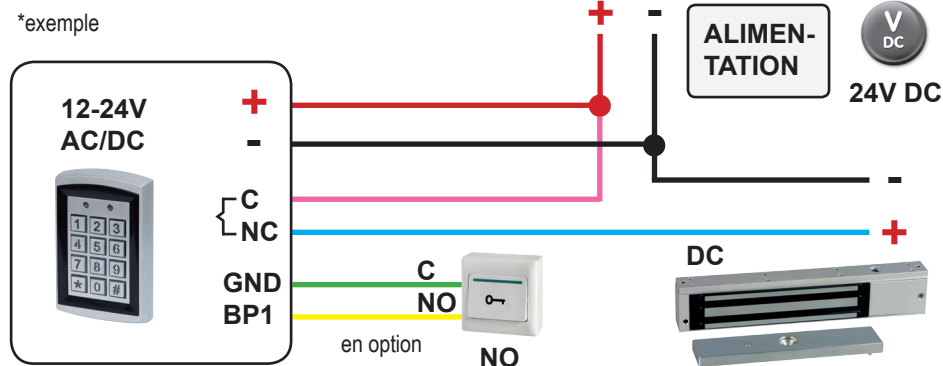 *exemple
+ -
ALIMEN-
TATION
V
DC
24V DC
12-24V
AC/DC
+
-
C
NC
GND
BP1
1 2 3
4 5 6
7 8 9
* 0 #
C
NO
en option
NO
-
+
DC